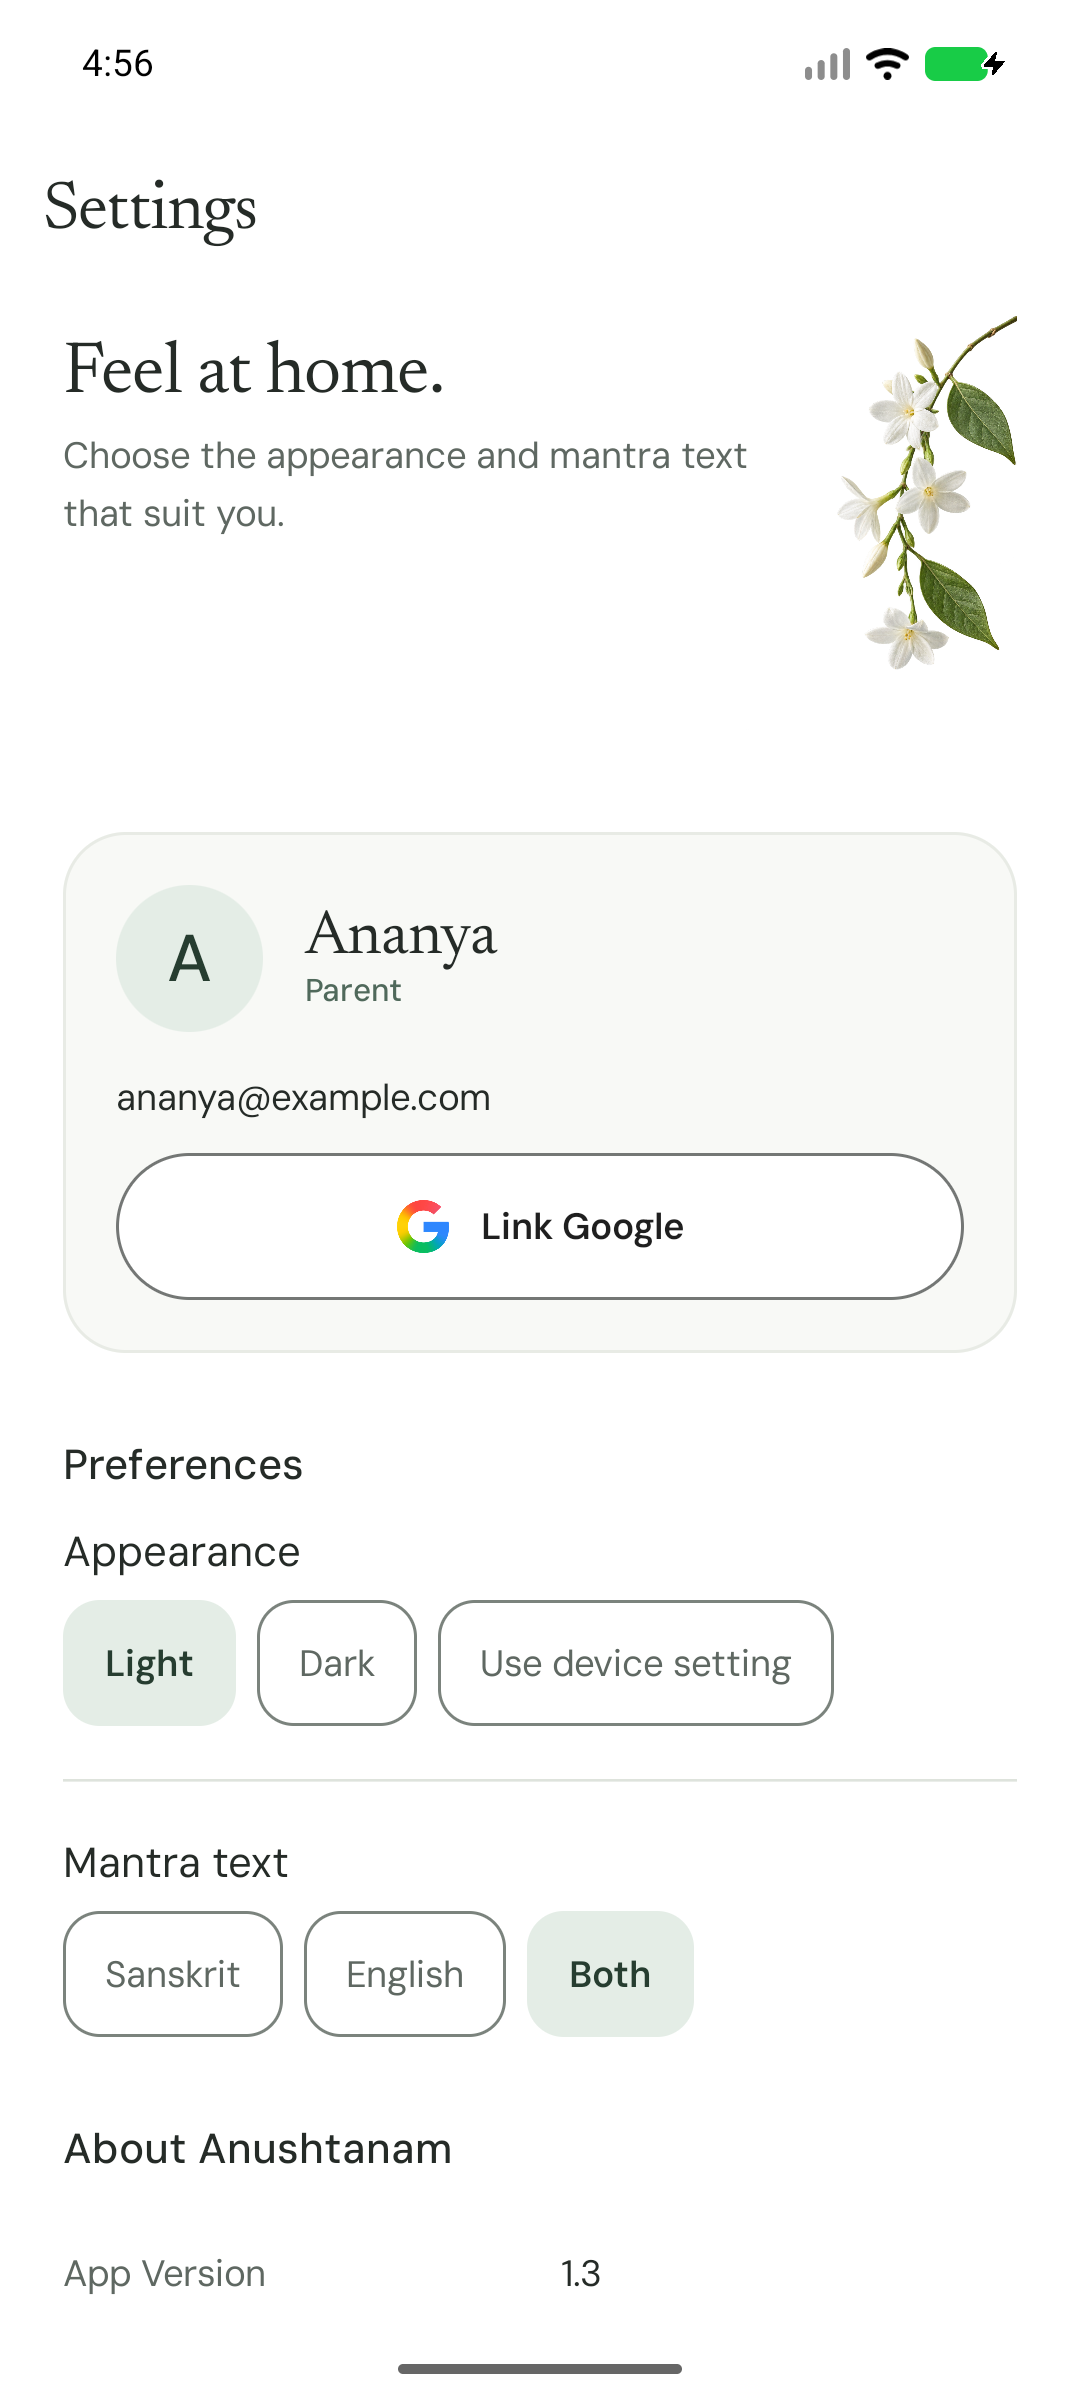 4:56
Settings
Feel at home.
Choose the appearance and mantra text
that suit you.
A
Ananya
Parent
ananya@example.com
Link Google
Preferences
Appearance
Light Dark Use device setting
Mantra text
Sanskrit English Both
About Anushtanam
App Version 1.3